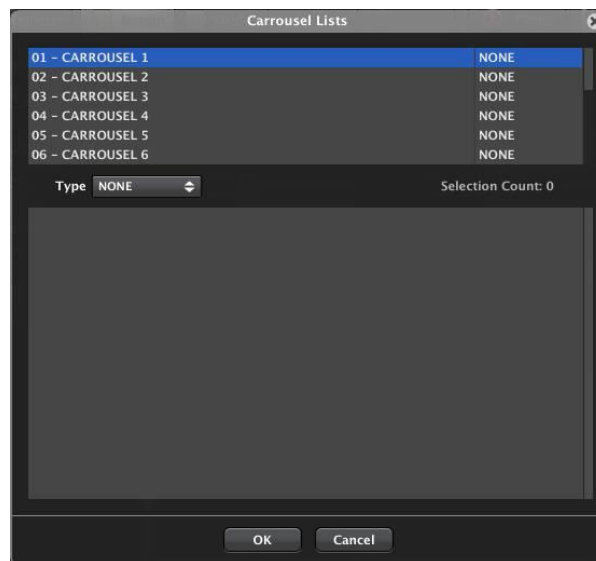 Carrousel Lists
01 – CARROUSEL 1 NONE
02 – CARROUSEL 2 NONE
03 – CARROUSEL 3 NONE
04 – CARROUSEL 4 NONE
05 – CARROUSEL 5 NONE
06 – CARROUSEL 6 NONE
Type NONE Selection Count: 0
OK Cancel